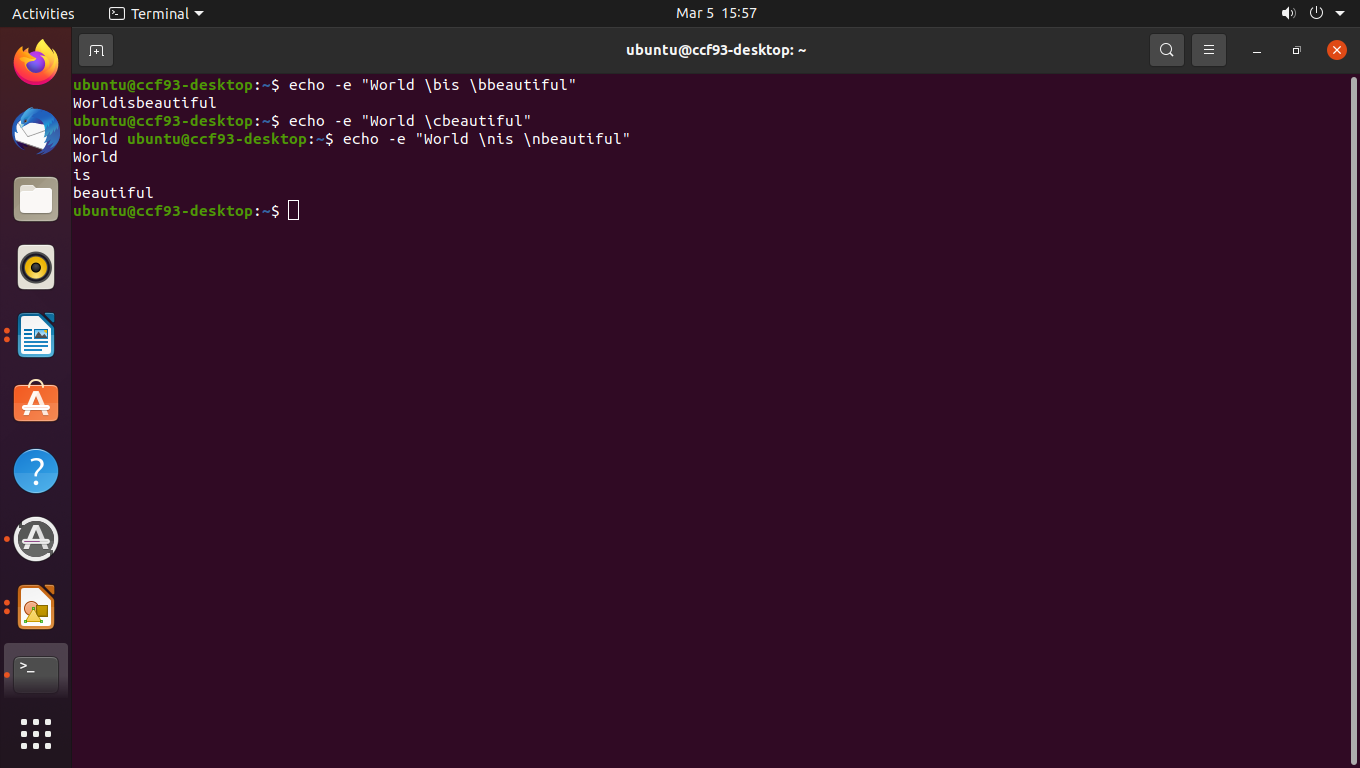 Activities
Terminal
Mar 5 15:57
ubuntu@ccf93-desktop: ~
ubuntu@ccf93-desktop:~$ echo -e "World \bis \bbeautiful"
Worldisbeautiful
ubuntu@ccf93-desktop:~$ echo -e "World \cbeautiful"
World ubuntu@ccf93-desktop:~$ echo -e "World \nis \nbeautiful"
World
is
beautiful
ubuntu@ccf93-desktop:~$